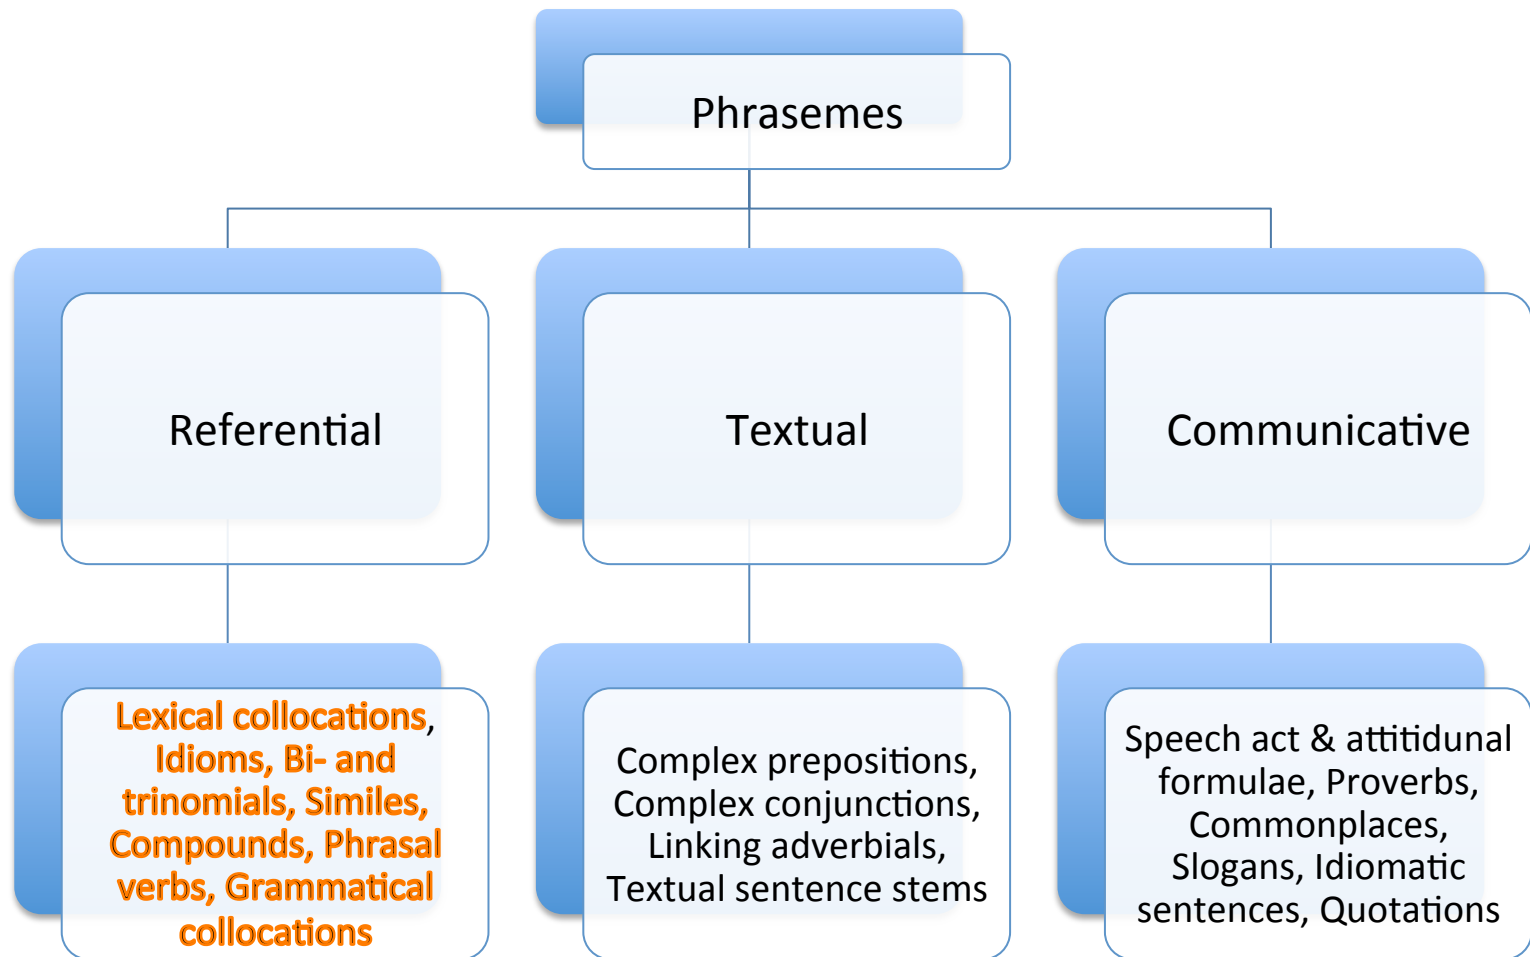 Phrasemes
Referential
Textual
Communicative
Lexical collocations,
Idioms, Bi- and
trinomials, Similes,
Compounds, Phrasal
verbs, Grammatical
collocations
Complex prepositions,
Complex conjunctions,
Linking adverbials,
Textual sentence stems
Speech act & attitidunal
formulae, Proverbs,
Commonplaces,
Slogans, Idiomatic
sentences, Quotations